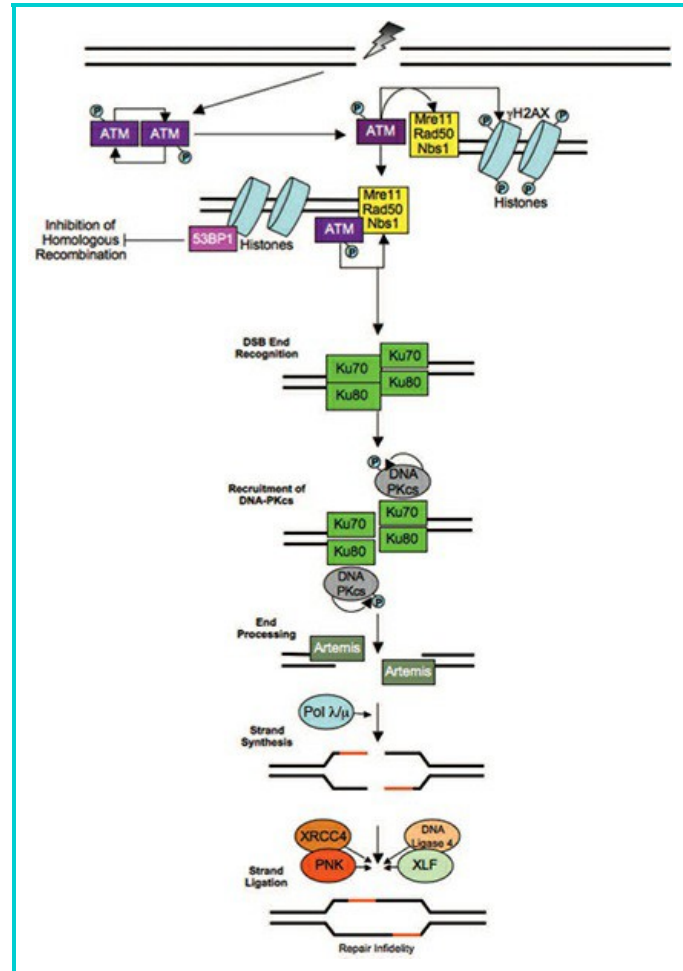 P
ATM
ATM
P
P
ATM
Mre11
Rad50
Nbs1
P
γH2AX
P
P
P
Histones
Inhibition of
Homologous
Recombination
53BP1
Histones
Mre11
Rad50
Nbs1
ATM
P
DSB End
Recognition
Ku70
Ku80
Ku70
Ku80
Recruitment of
DNA-PKcs
P
DNA
PKcs
Ku70
Ku80
Ku70
Ku80
DNA
PKcs
P
End
Processing
Artemis
Artemis
Pol λ/μ
Strand
Synthesis
XRCC4
PNK
DNA
Ligase 4
XLF
Strand
Ligation
Repair Infidelity